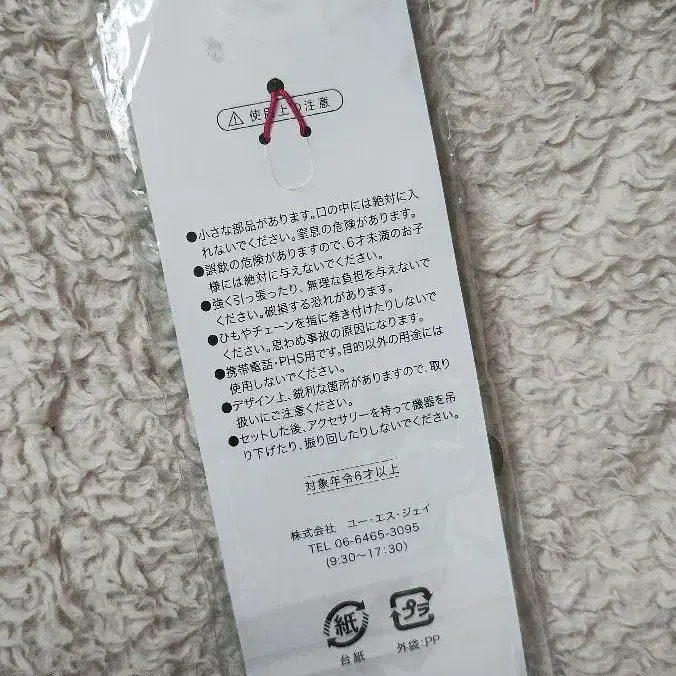 ⚠ 使用上の注意
●小さな部品があります。口の中には絶対に入
れないでください。窒息の危険があります。
●誤飲の危険がありますので、6才未満のお子
様には絶対に与えないでください。
●強く引っ張ったり、無理な負担を与えないで
ください。破損する恐れがあります。
●ひもやチェーンを指に巻き付けたりしないで
ください。思わぬ事故の原因になります。
●携帯電話・PHS用です。目的以外の用途には
使用しないでください。
●デザイン上、鋭利な箇所がありますので、取り
扱いにご注意ください。
●セットした後、アクセサリーを持って機器を吊
り下げたり、振り回したりしないでください。
対象年令6才以上
株式会社 ユー・エス・ジェイ
TEL 06-6465-3095
(9:30~17:30)
紙 プラ
台紙 外袋:PP